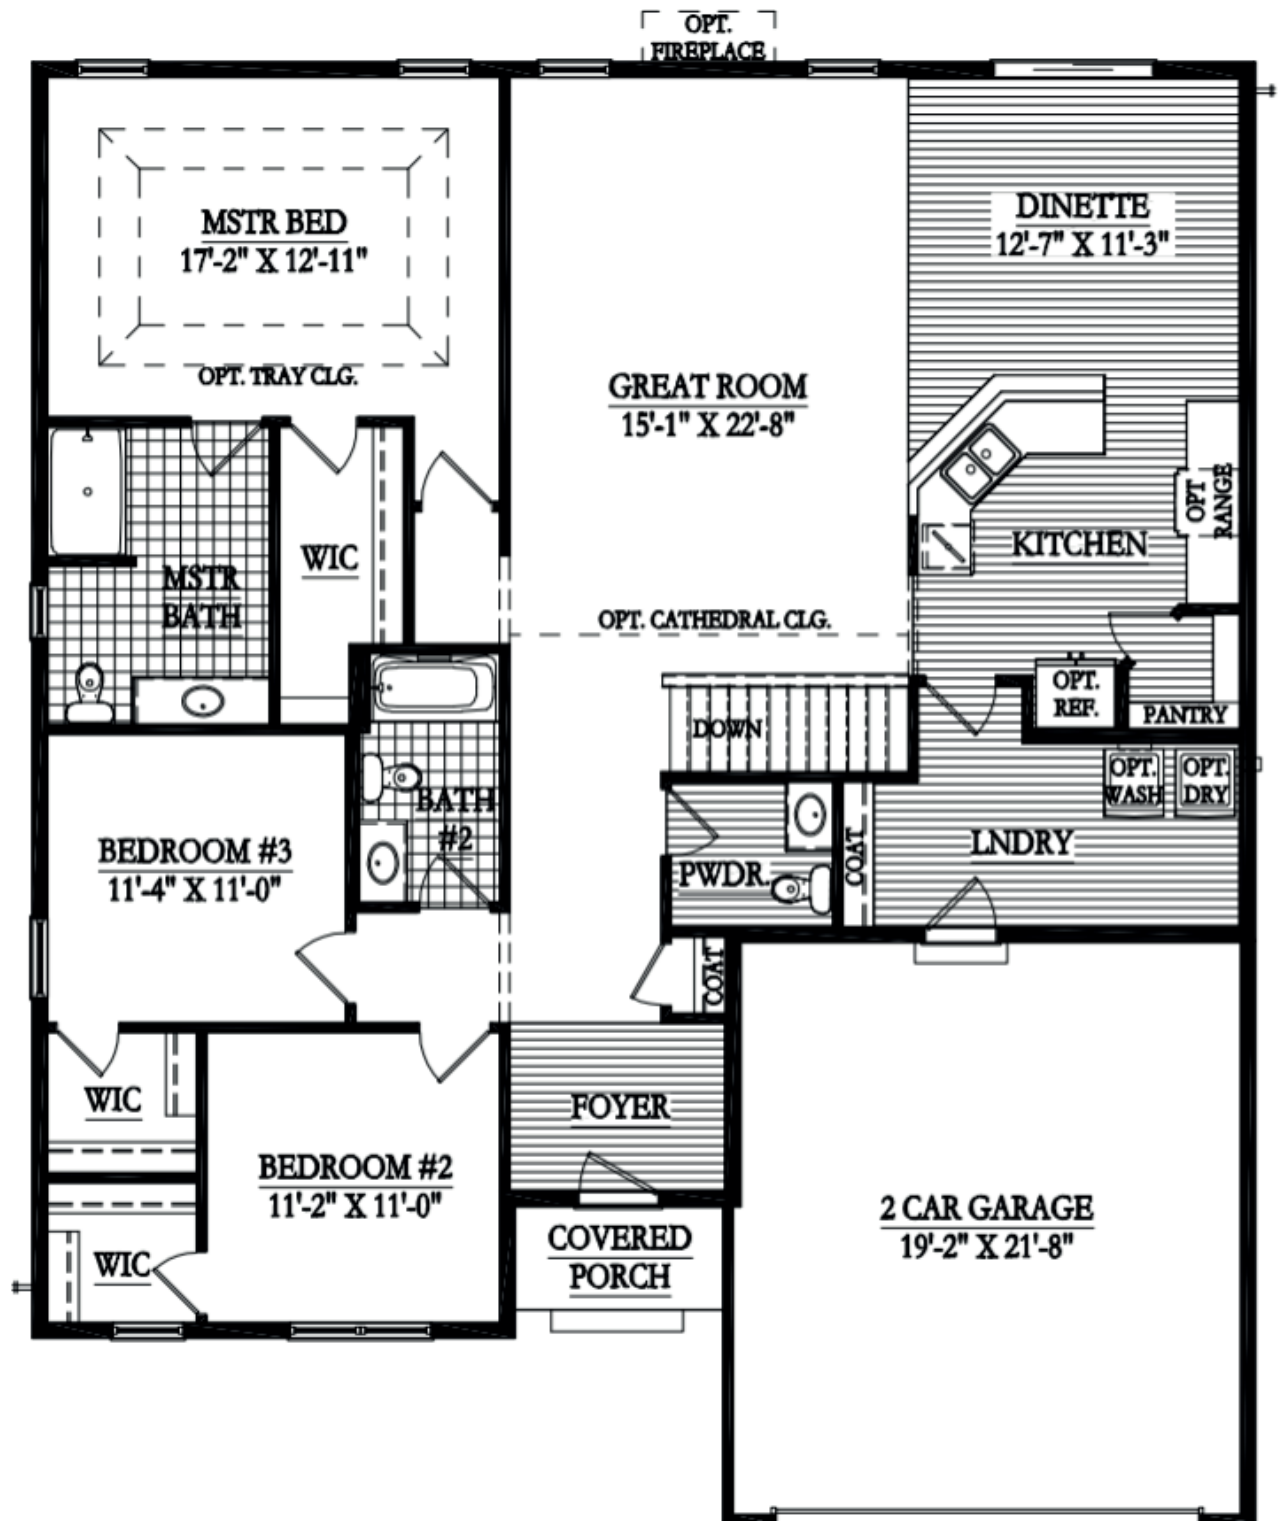 OPT.
FIREPLACE
MSTR BED
17'-2" X 12'-11"
OPT. TRAY CLG.
DINETTE
12'-7" X 11'-3"
GREAT ROOM
15'-1" X 22'-8"
OPT
RANGE
KITCHEN
WIC
MSTR
BATH
OPT. CATHEDRAL CLG.
OPT.
REF.
PANTRY
DOWN
OPT.
WASH
OPT.
DRY
BATH
#2
BEDROOM #3
11'-4" X 11'-0"
PWDR.
COAT
LNDRY
COAT
WIC
FOYER
BEDROOM #2
11'-2" X 11'-0"
2 CAR GARAGE
19'-2" X 21'-8"
WIC
COVERED
PORCH